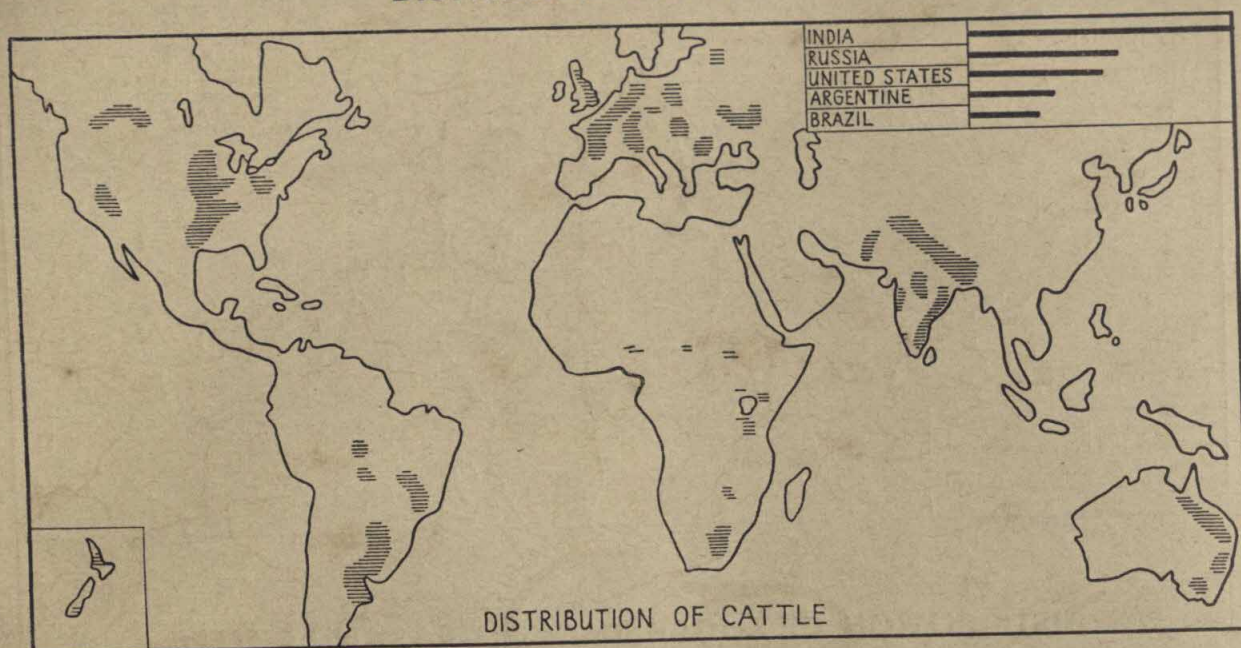 INDIA
RUSSIA
UNITED STATES
ARGENTINE
BRAZIL
DISTRIBUTION OF CATTLE